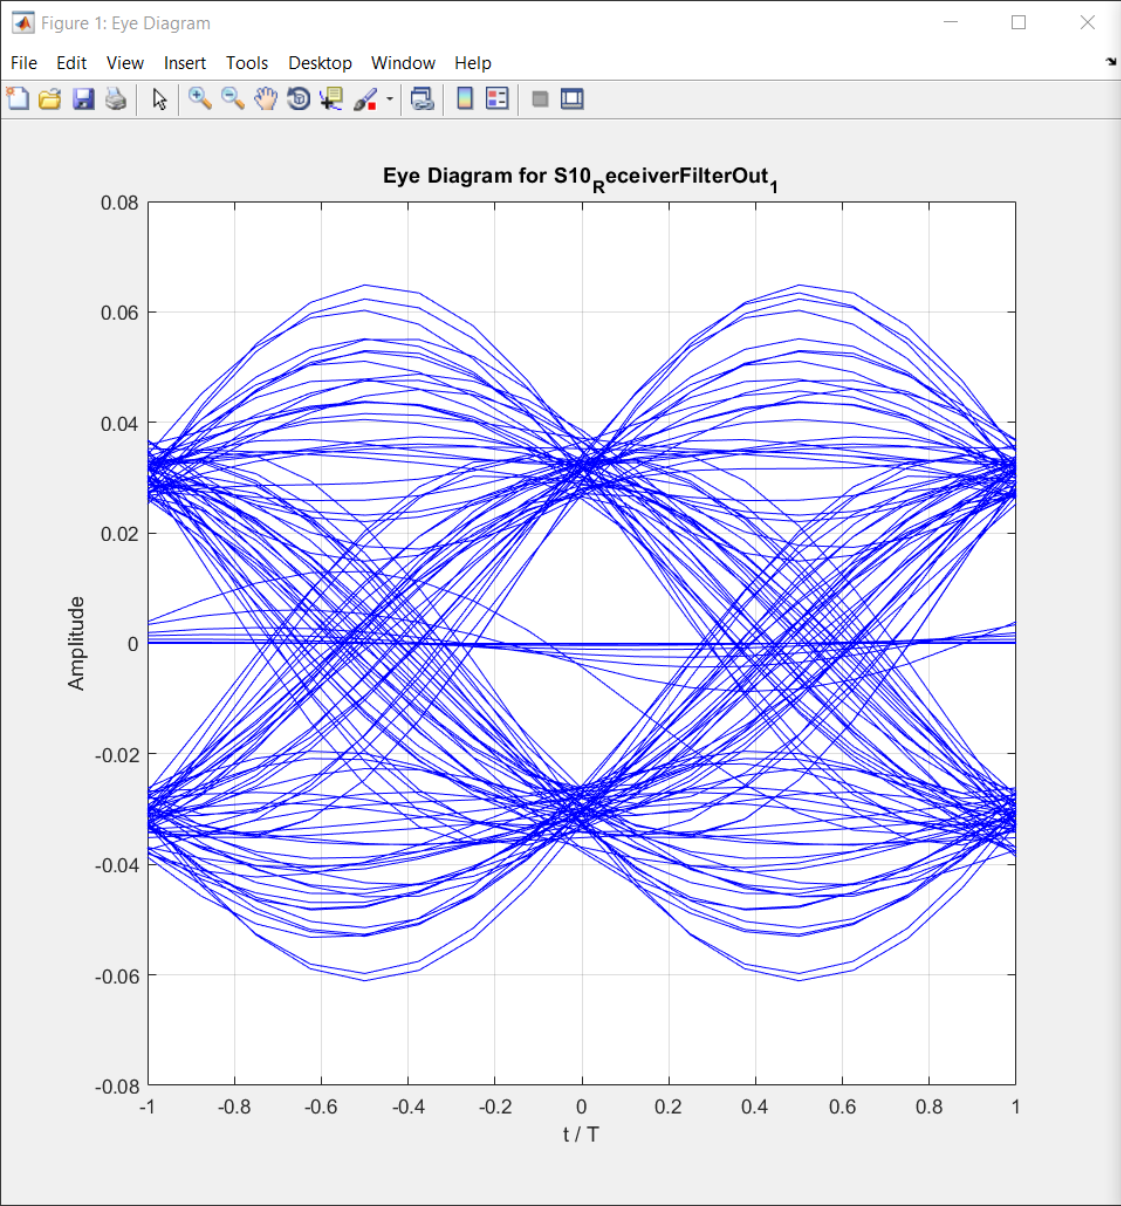 Figure 1: Eye Diagram
File Edit View Insert Tools Desktop Window Help
Eye Diagram for S10_ReceiverFilterOut_1
0.08
0.06
0.04
0.02
0
-0.02
-0.04
-0.06
-0.08
Amplitude
-1 -0.8 -0.6 -0.4 -0.2 0 0.2 0.4 0.6 0.8 1
t / T